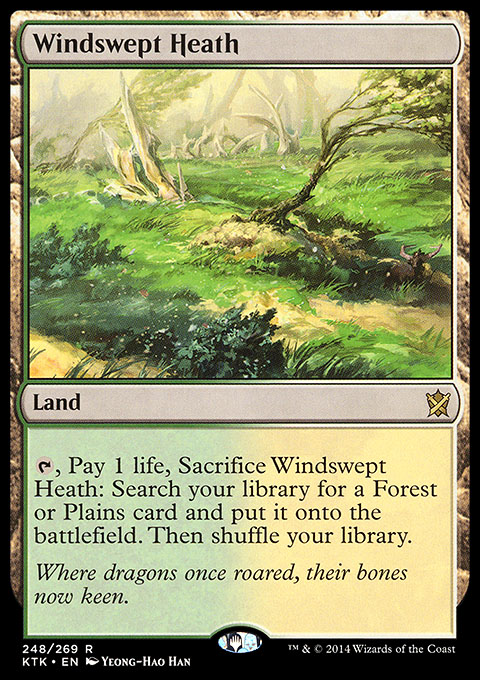 Windswept Heath
Land
, Pay 1 life, Sacrifice Windswept
Heath: Search your library for a Forest
or Plains card and put it onto the
battlefield. Then shuffle your library.
Where dragons once roared, their bones
now keen.
248/269 R
KTK • EN Yeong-Hao Han
™ & © 2014 Wizards of the Coast